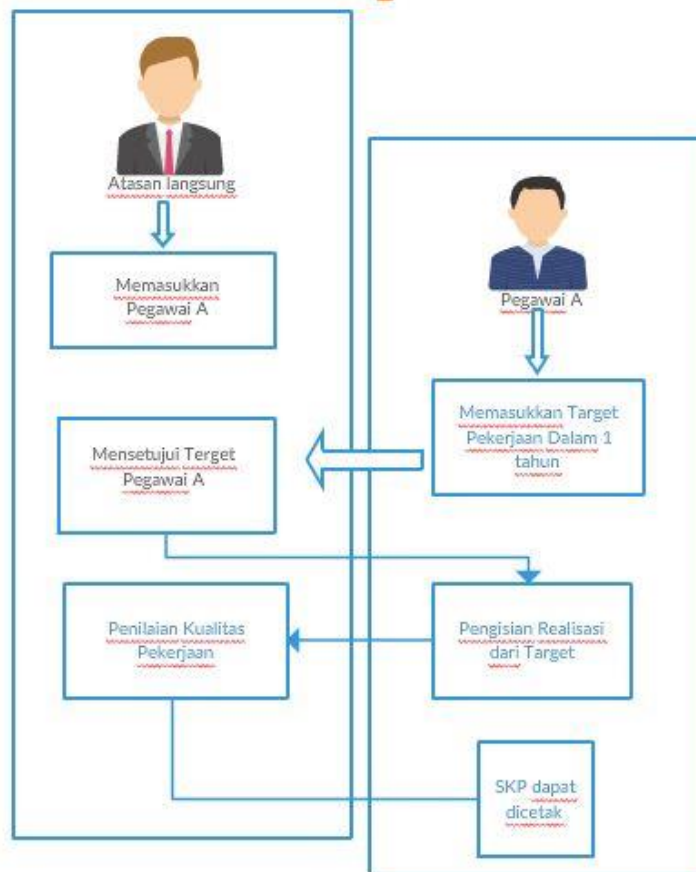 Atasan langsung
Memasukkan
Pegawai A
Pegawai A
Memasukkan Target
Pekerjaan Dalam 1
tahun
Mensetujui Terget
Pegawai A
Pengisian Realisasi
dari Target
Penilaian Kualitas
Pekerjaan
SKP dapat
dicetak